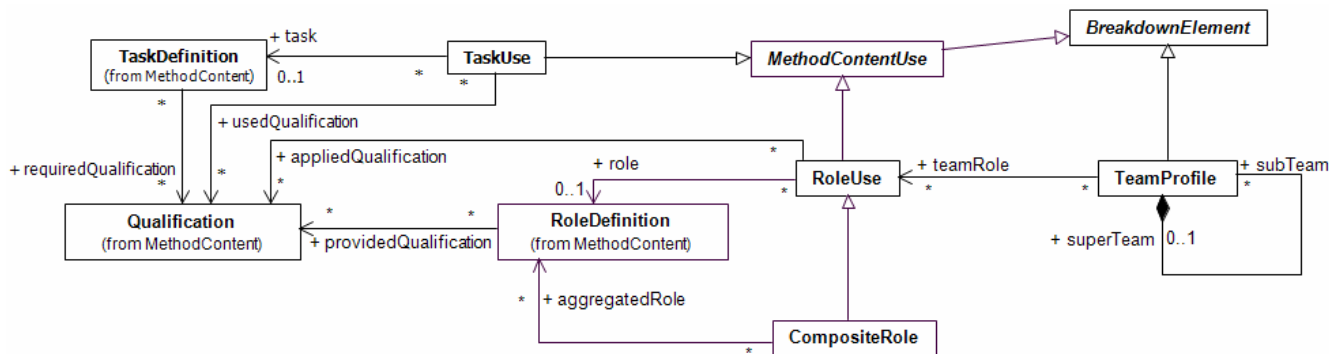 BreakdownElement
+ task
TaskDefinition
(from MethodContent)
0..1
*
TaskUse
MethodContentUse
*
*
+ usedQualification
+ requiredQualification
*
*
+ appliedQualification
*
*
+ role
0..1
*
RoleUse
+ teamRole
*
*
TeamProfile
+ subTeam
*
+ superTeam
0..1
Qualification
(from MethodContent)
*
*
+ providedQualification
RoleDefinition
(from MethodContent)
*
+ aggregatedRole
*
CompositeRole